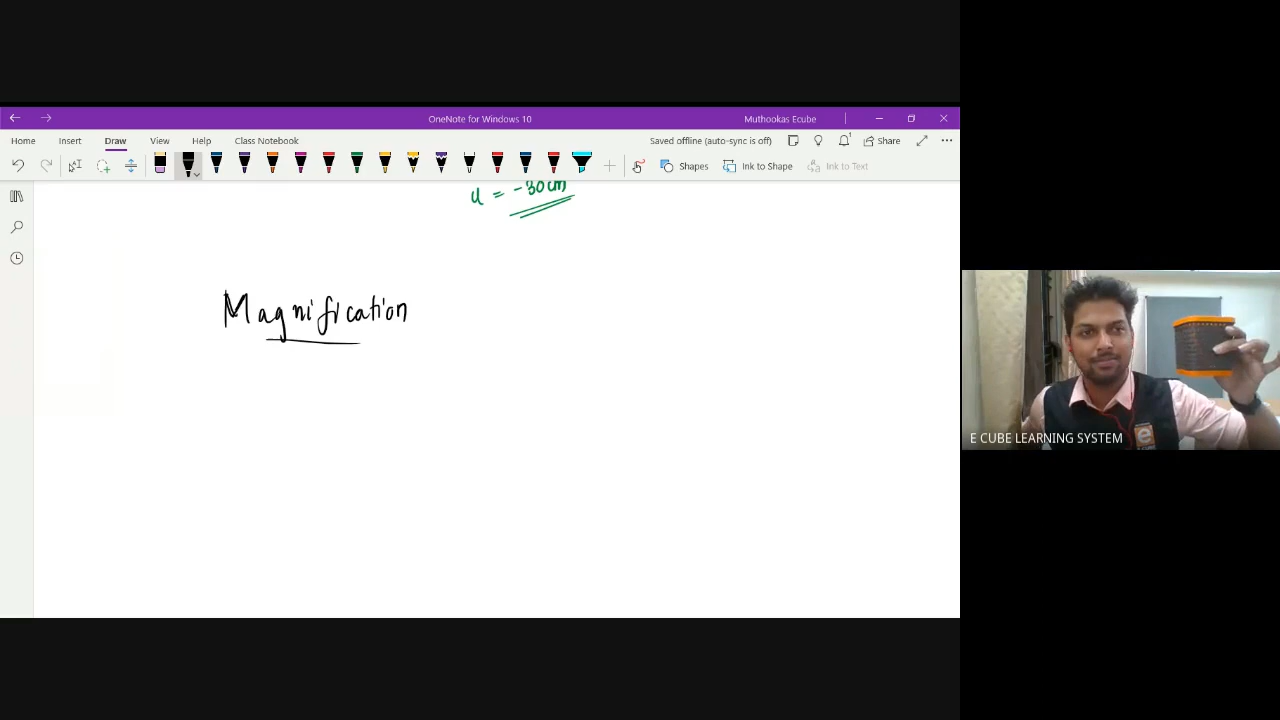 OneNote for Windows 10
Muthookas Ecube
Home Insert Draw View Help Class Notebook
Saved offline (auto-sync is off)
1
Share
Shapes
Ink to Shape
Ink to Text
u = -30cm
Magnification
E CUBE LEARNING SYSTEM
e